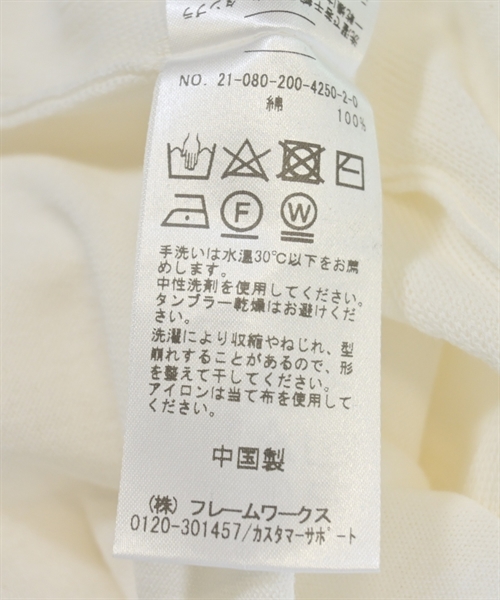 NO. 21-080-200-4250-2-0
綿
100%
F
W
手洗いは水温30℃以下をお薦
めします。
中性洗剤を使用してください。
タンブラー乾燥はお避けくだ
さい。
洗濯により収縮やねじれ、型
崩れすることがあるので、形
を整えて干してください。
アイロンは当て布を使用して
ください。
中国製
(株) フレームワークス
0120-301457/カスタマーサポート